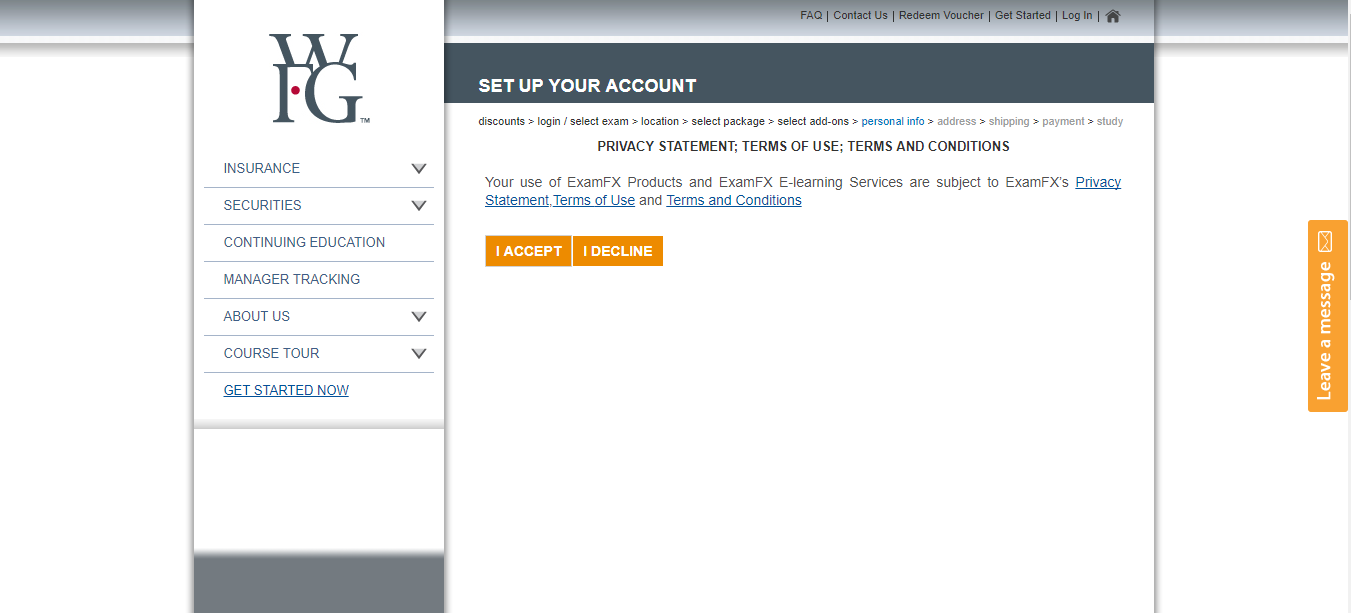 FAQ | Contact Us | Redeem Voucher | Get Started | Log In |
WFG™
INSURANCE
SECURITIES
CONTINUING EDUCATION
MANAGER TRACKING
ABOUT US
COURSE TOUR
GET STARTED NOW
SET UP YOUR ACCOUNT
discounts > login / select exam > location > select package > select add-ons > personal info > address > shipping > payment > study
PRIVACY STATEMENT; TERMS OF USE; TERMS AND CONDITIONS
Your use of ExamFX Products and ExamFX E-learning Services are subject to ExamFX's Privacy
Statement,Terms of Use and Terms and Conditions
I ACCEPT I DECLINE
Leave a message